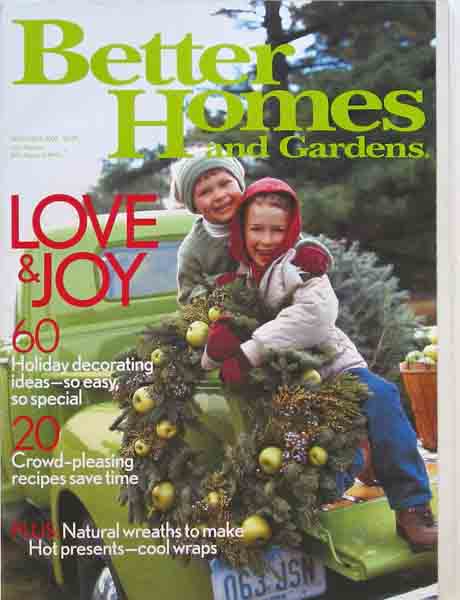 Better
Homes
and Gardens®
LOVE
& JOY
60
Holiday decorating
ideas—so easy,
so special
20
Crowd-pleasing
recipes save time
PLUS Natural wreaths to make
Hot presents—cool wraps
063 JSN